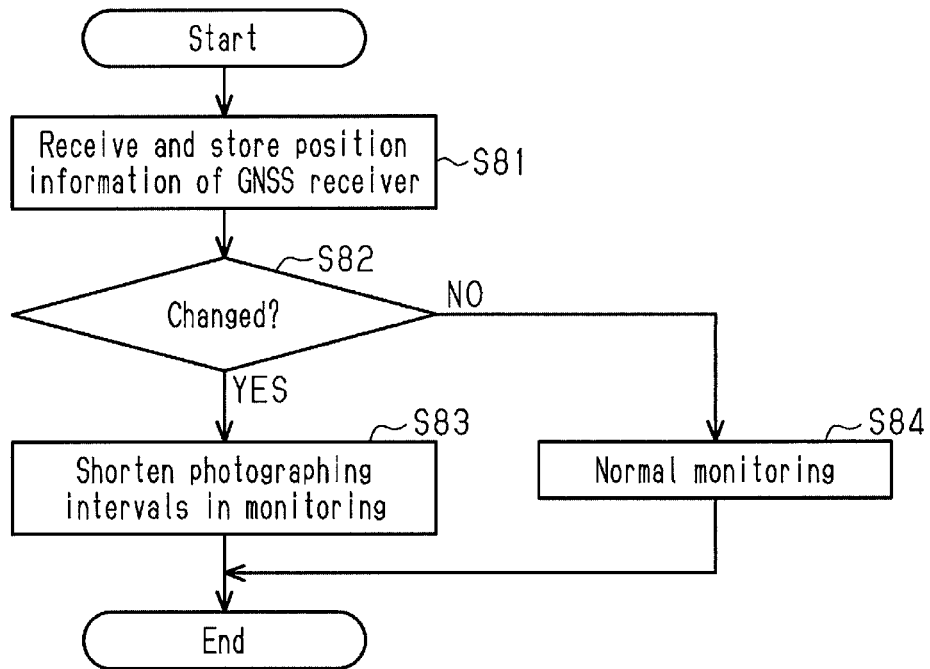 Start
Receive and store position
information of GNSS receiver
S81
S82
Changed?
NO
YES
S83
Shorten photographing
intervals in monitoring
S84
Normal monitoring
End